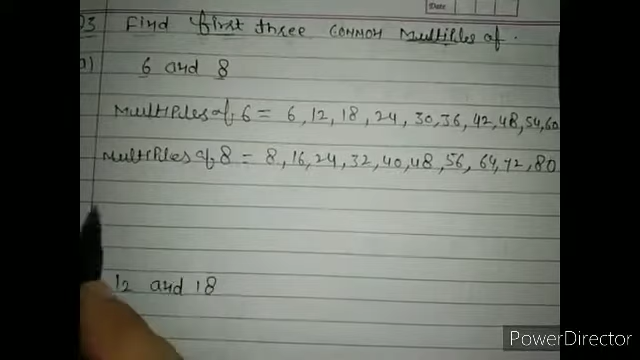 Date
Q3 Find first three common multiples of.
a) 6 and 8
Multiples of 6 = 6, 12, 18, 24, 30, 36, 42, 48, 54, 60
Multiples of 8 = 8, 16, 24, 32, 40, 48, 56, 64, 72, 80
12 and 18
PowerDirector